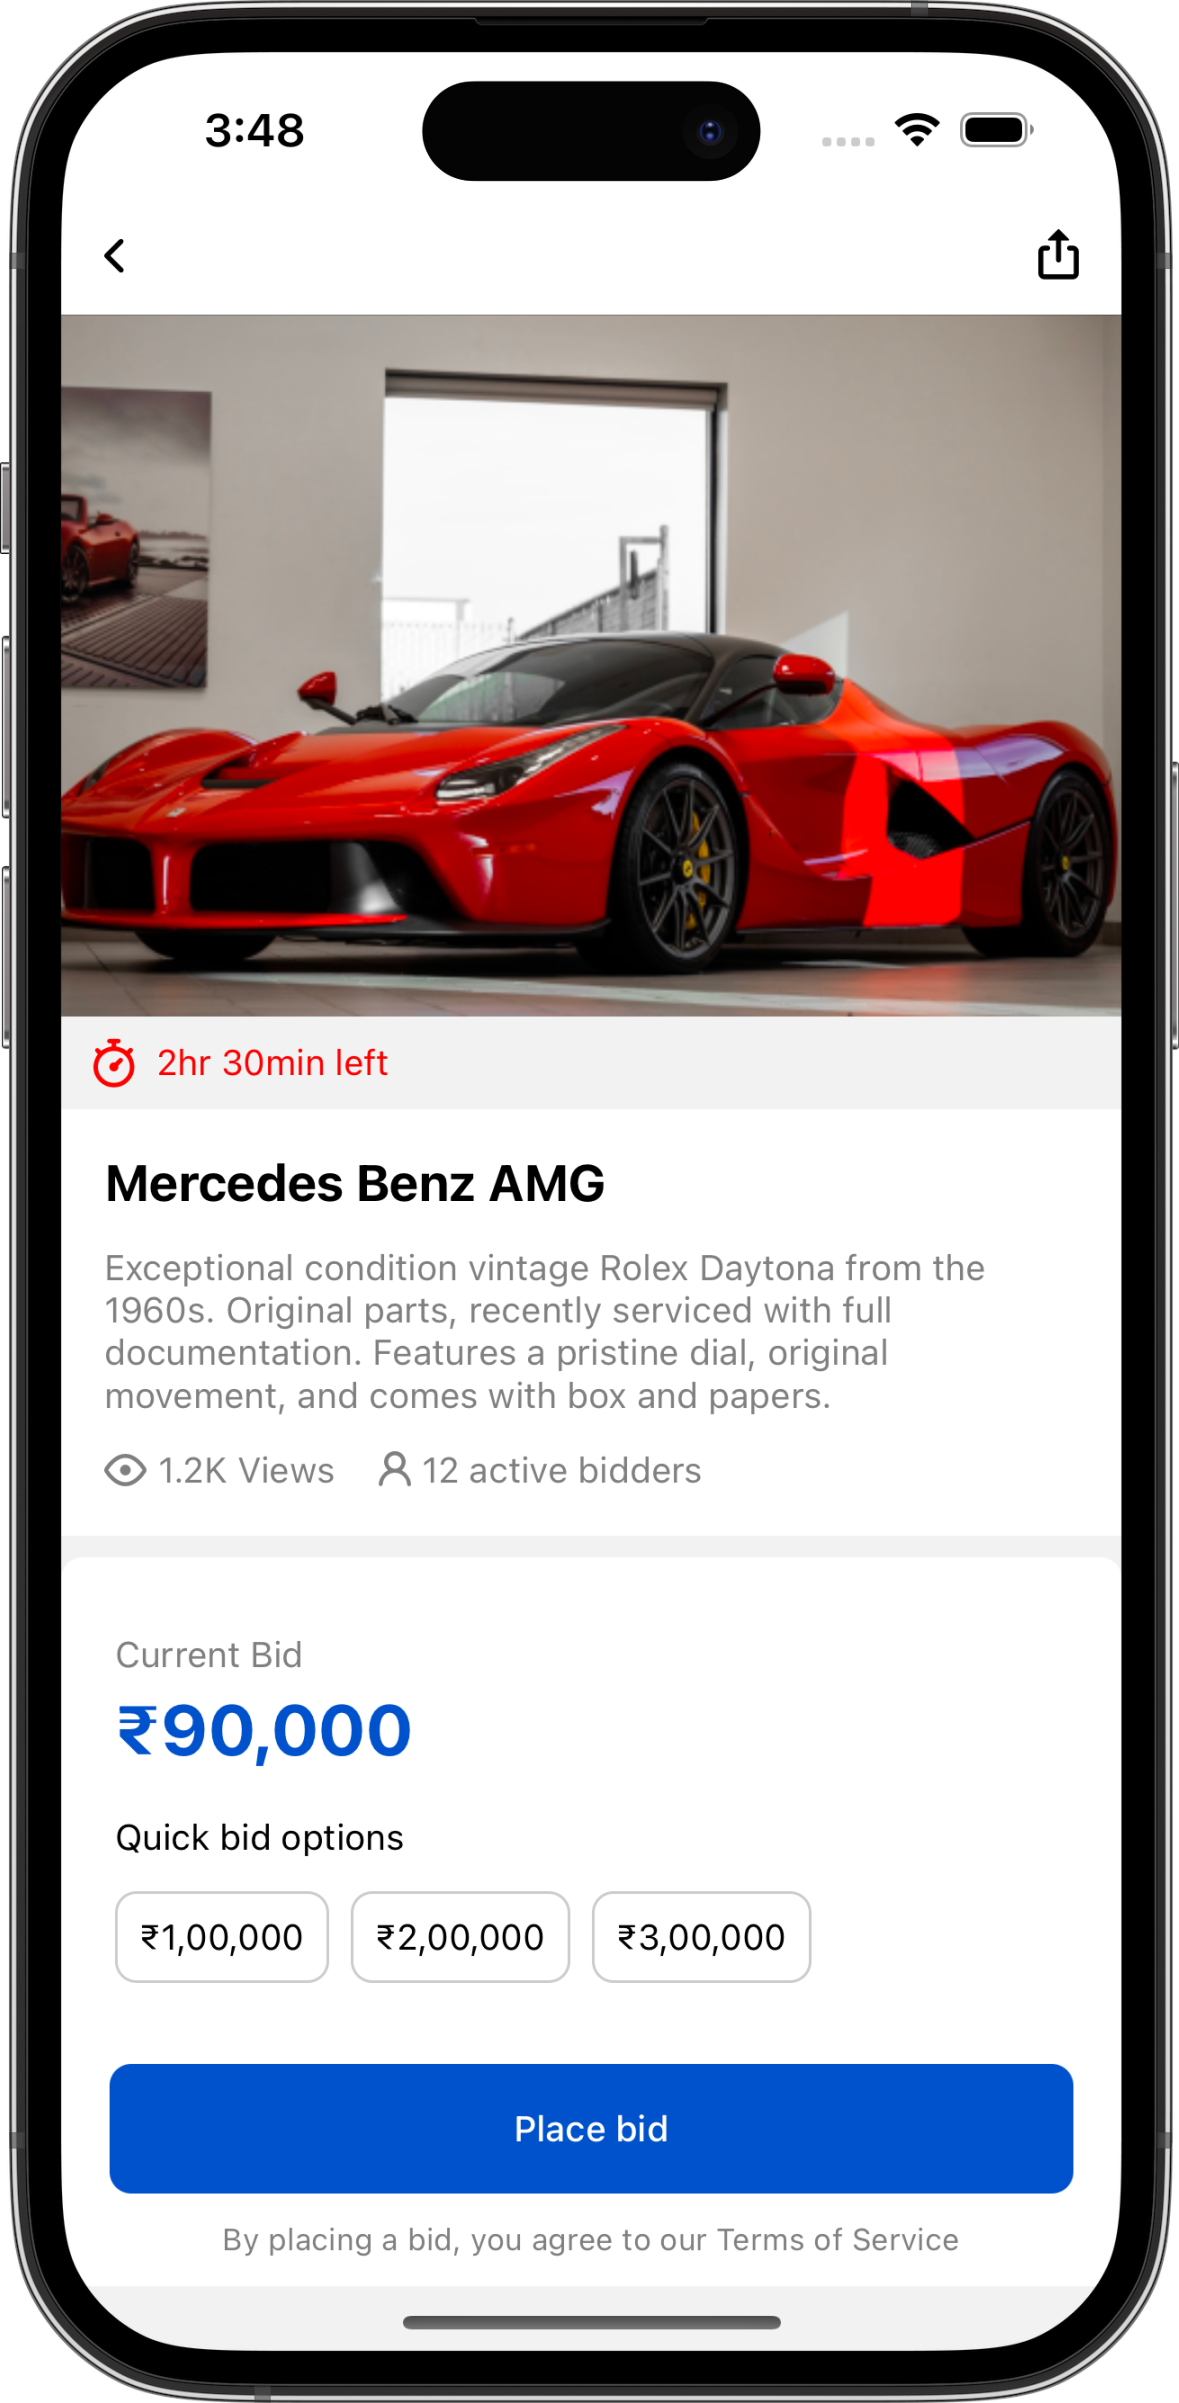 3:48
2hr 30min left
Mercedes Benz AMG
Exceptional condition vintage Rolex Daytona from the
1960s. Original parts, recently serviced with full
documentation. Features a pristine dial, original
movement, and comes with box and papers.
1.2K Views 12 active bidders
Current Bid
₹90,000
Quick bid options
₹1,00,000 ₹2,00,000 ₹3,00,000
Place bid
By placing a bid, you agree to our Terms of Service